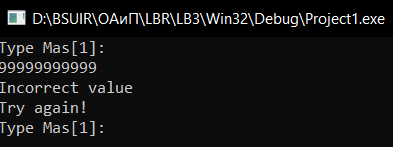 D:\BSUIR\ОАиП\LBR\LB3\Win32\Debug\Project1.exe
Type Mas[1]:
99999999999
Incorrect value
Try again!
Type Mas[1]: